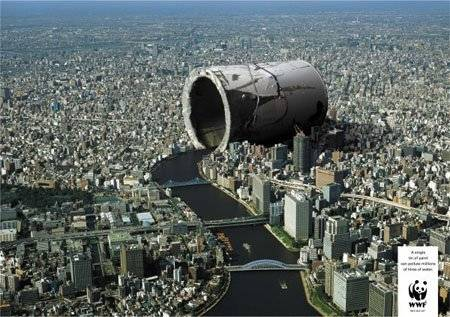 A single
tin of paint
can pollute millions
of litres of water.
WWF